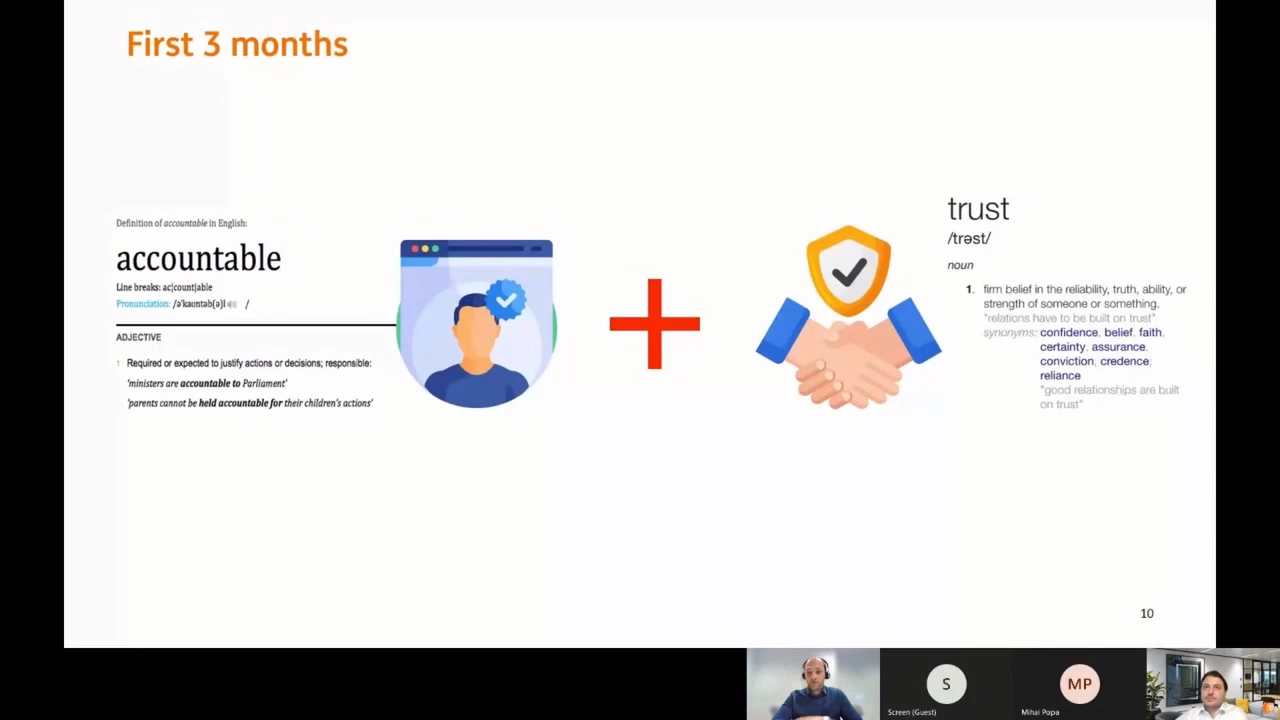 First 3 months
Definition of accountable in English:
accountable
Line breaks: ac¦count¦able
Pronunciation: /əˈkaʊntəb(ə)l /
ADJECTIVE
1 Required or expected to justify actions or decisions; responsible:
‘ministers are accountable to Parliament’
‘parents cannot be held accountable for their children’s actions’
trust
/trəst/
noun
1. firm belief in the reliability, truth, ability, or
strength of someone or something.
"relations have to be built on trust"
synonyms: confidence, belief, faith,
certainty, assurance,
conviction, credence;
reliance
"good relationships are built
on trust"
10
S
Screen (Guest)
MP
Mihai Popa